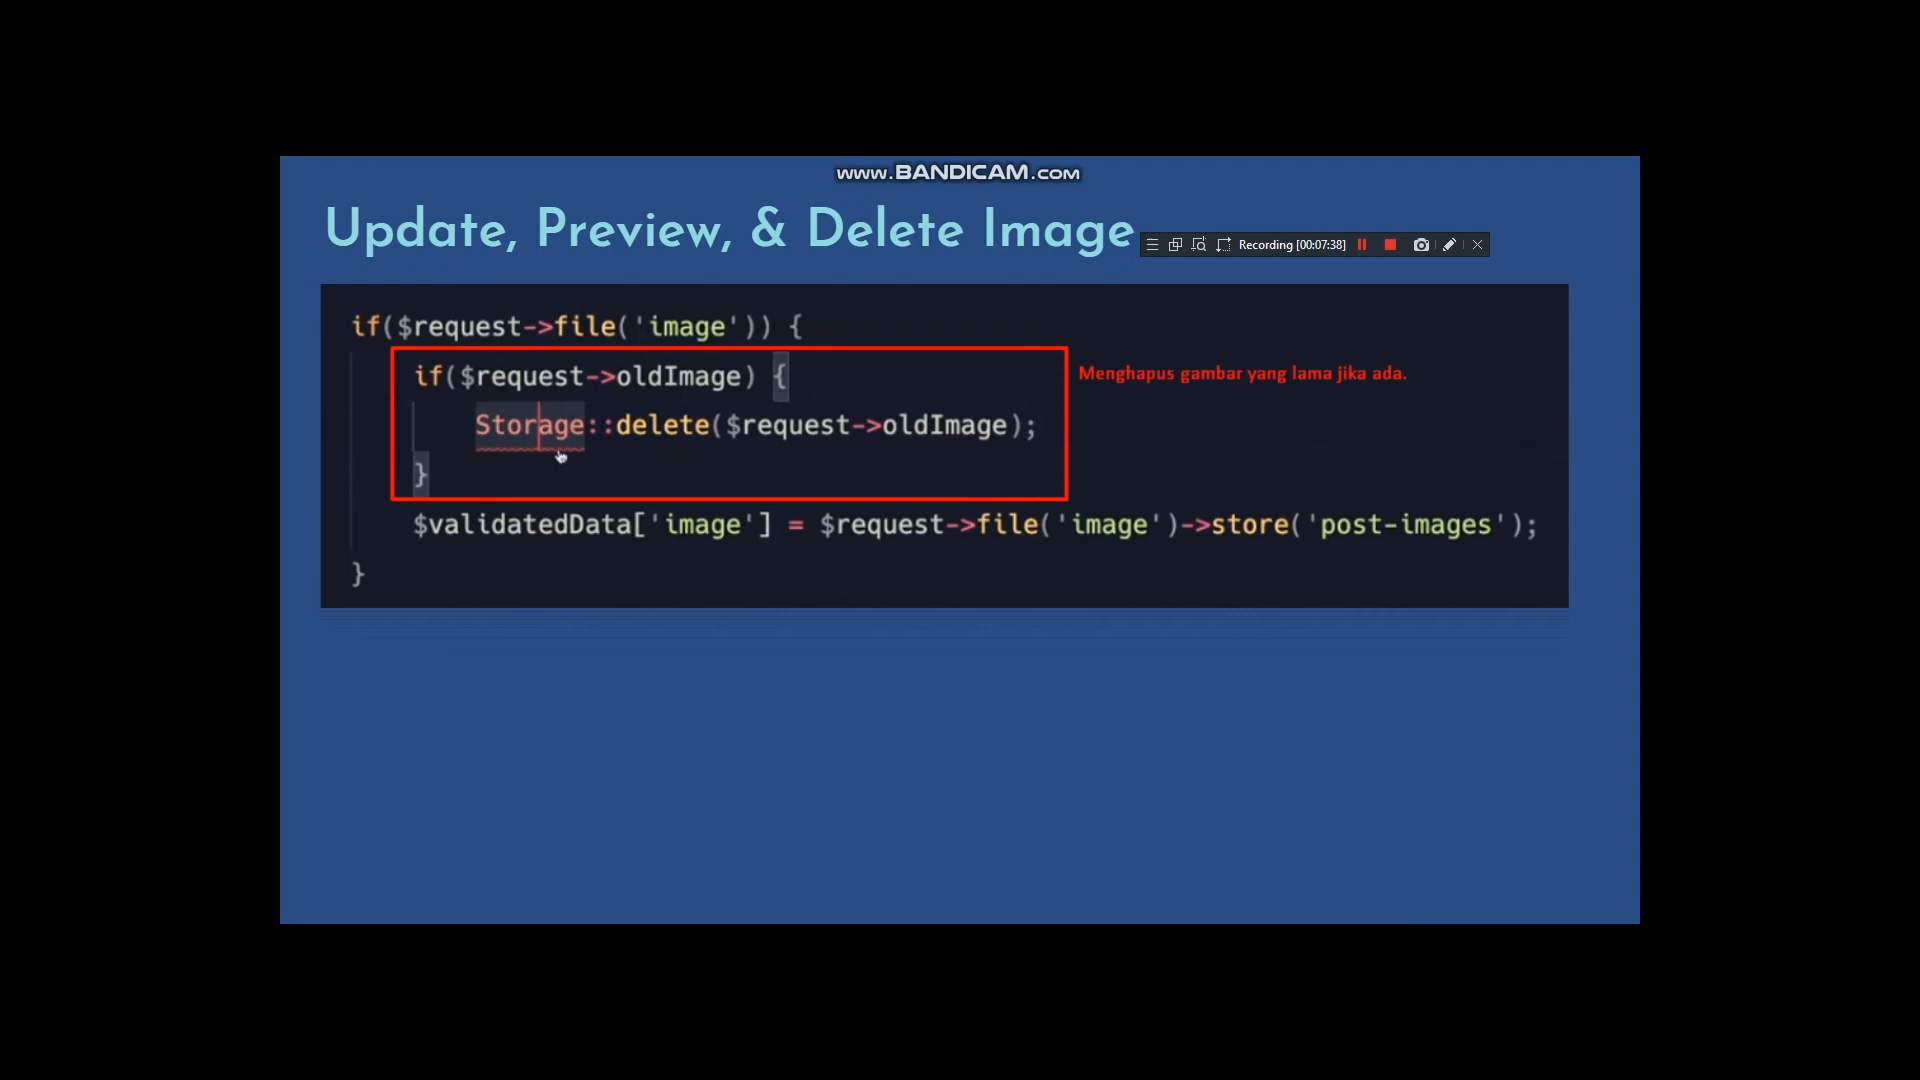 www.BANDICAM.com
Update, Preview, & Delete Image
Recording [00:07:38]
if($request->file('image')) {
if($request->oldImage) {
Menghapus gambar yang lama jika ada.
Storage::delete($request->oldImage);
}
$validatedData['image'] = $request->file('image')->store('post-images');
}